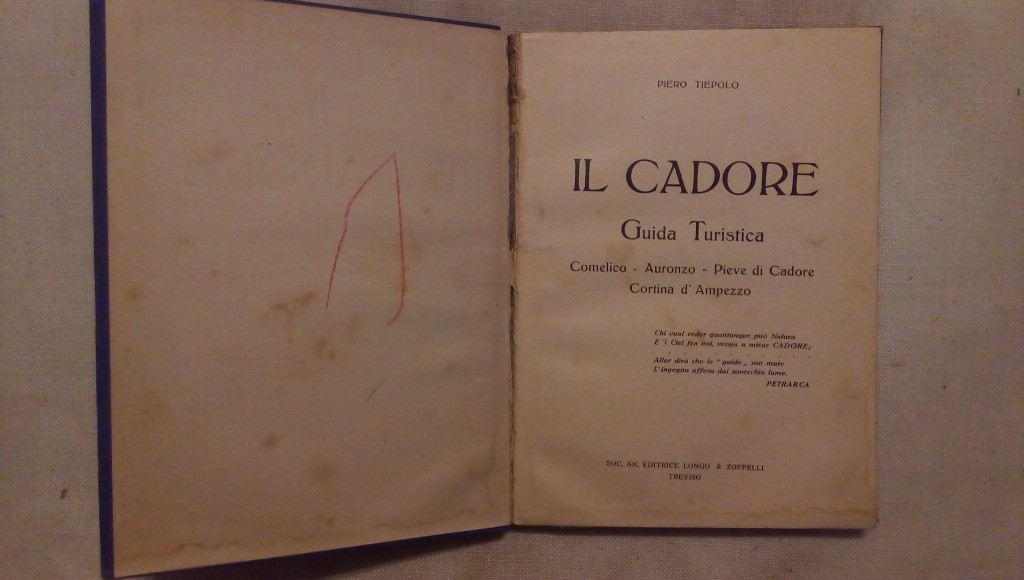 PIERO TIEPOLO
IL CADORE
Guida Turistica
Comelico - Auronzo - Pieve di Cadore
Cortina d' Ampezzo
Chi vuol veder quantunque può Natura
E 'l Ciel fra noi, venga a mirar CADORE;
. . . . . . . . . . . .
Allor dirà che le " guide „ son mute
L'ingegno offeso dal soverchio lume.
PETRARCA
SOC. AN. EDITRICE LONGO & ZOPPELLI
TREVISO